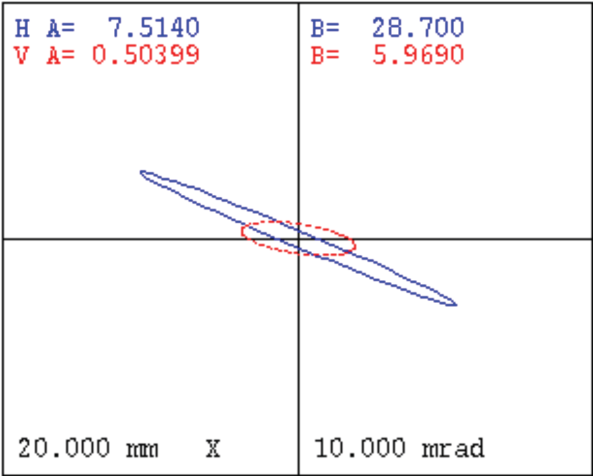 H A= 7.5140 B= 28.700
V A= 0.50399 B= 5.9690
20.000 mm X 10.000 mrad